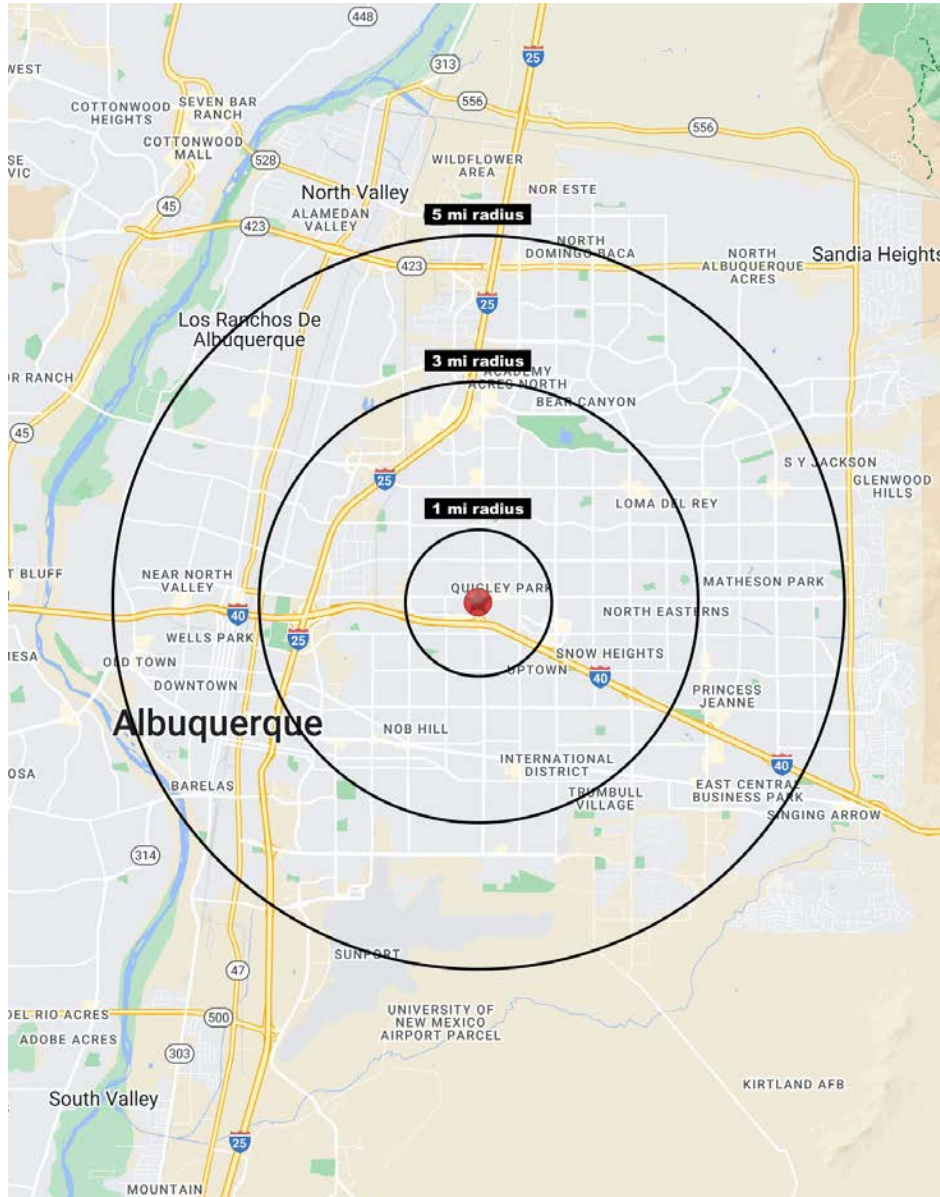 448
WEST
25
313
COTTONWOOD
HEIGHTS
SEVEN BAR
RANCH
556
COTTONWOOD
MALL
556
SE
VIC
528
WILDFLOWER
AREA
North Valley
NOR ESTE
45
ALAMEDAN
VALLEY
5 mi radius
423
NORTH
DOMINGO BACA
NORTH
ALBUQUERQUE
ACRES
Sandia Heights
423
25
Los Ranchos De
Albuquerque
3 mi radius
OR RANCH
ACADEMY
ACRES NORTH
BEAR CANYON
45
25
S Y JACKSON
GLENWOOD
HILLS
1 mi radius
LOMA DEL REY
T BLUFF
NEAR NORTH
VALLEY
QUIGLEY PARK
MATHESON PARK
40
NORTH EASTERNS
WELLS PARK
25
MESA
OLD TOWN
SNOW HEIGHTS
UPTOWN
40
DOWNTOWN
PRINCESS
JEANNE
Albuquerque
NOB HILL
INTERNATIONAL
DISTRICT
40
OSA
BARELAS
TRUMBULL
VILLAGE
EAST CENTRAL
BUSINESS PARK
SINGING ARROW
314
SUNPORT
47
DEL RIO ACRES
500
UNIVERSITY OF
NEW MEXICO
AIRPORT PARCEL
ADOBE ACRES
303
KIRTLAND AFB
South Valley
25
MOUNTAIN